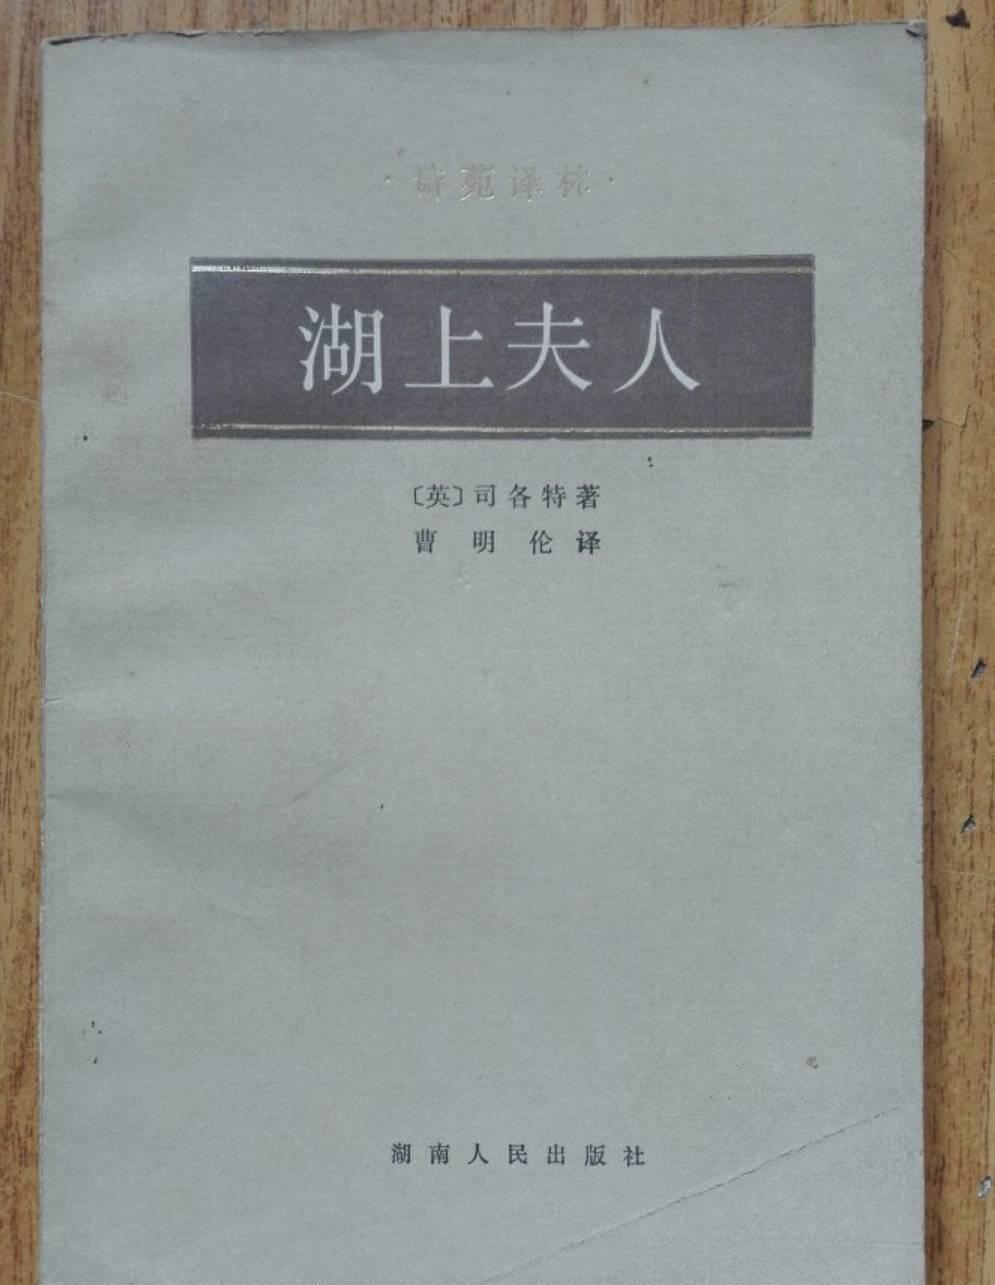 ·诗苑译林·
湖上夫人
〔英〕司各特著
曹明伦译
湖南人民出版社